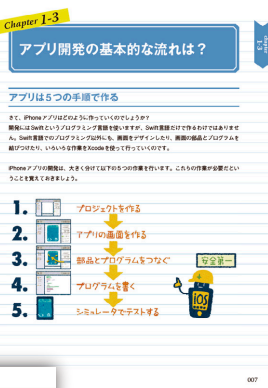 Chapter 1-3
アプリ開発の基本的な流れは？
chapter
1-3
アプリは5つの手順で作る
さて、iPhoneアプリはどのように作っていくのでしょうか？
開発にはSwiftというプログラミング言語を使いますが、Swift言語だけで作るわけではありませ
ん。Swift言語でのプログラミング以外にも、画面をデザインしたり、画面の部品とプログラムを
結びつけたり、いろいろな作業をXcodeを使って行っていくのです。
iPhoneアプリの開発は、大きく分けて以下の5つの作業を行います。これらの作業が必要だとい
うことを覚えておきましょう。
1. プロジェクトを作る
2. アプリの画面を作る
3. 部品とプログラムをつなぐ
安全第一
4. プログラムを書く
iOS
5. シミュレータでテストする
007